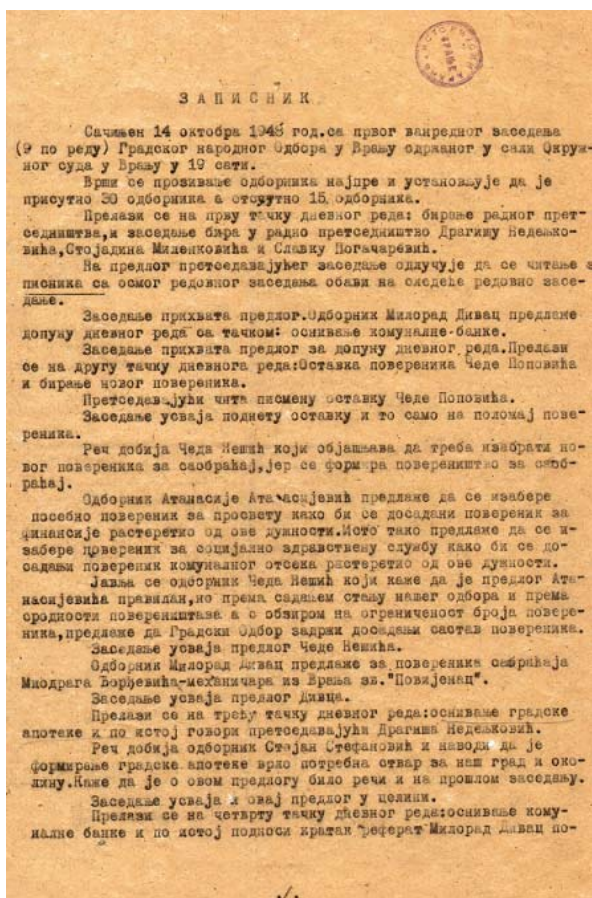 ЗАПИСНИК
Сачињен 14 октобра 1948 год.са првог ванредног заседања
(9 по реду) Градског народног Одбора у Врању одржаног у сали Окруж-
ног суда у Врању у 19 сати.
Врши се прозивање одборника најпре и установљује да је
присутно 30 одборника а отсутно 15 одборника.
Прелази се на прву тачку дневног реда: бирање радног прет-
седништва,и заседање бира у радно претседништво Драгишу Недељко-
вића,Стојадина Миленковића и Славку Погачаревић.
На предлог претседавајућег заседање одлучује да се читање з
писника са осмог редовног заседања обави на следеће редовно засе-
дање.
Заседање прихвата предлог.Одборник Милорад Дивац предлаже
допуну дневног реда са тачком: оснивање комуналне-банке.
Заседање прихвата предлог за допуну дневног реда.Прелази
се на другу тачку дневнога реда:Оставка повереника Чеде Поповића
и бирање новог повереника.
Претседавајући чита писмену оставку Чеде Поповића.
Заседање усваја поднету оставку и то само на положај пове-
реника.
Реч добија Чеда Нешић који објашњава да треба изабрати но-
вог повереника за саобраћај,јер се формира повереништво за саоб-
раћај.
Одборник Атанасије Атанасијевић предлаже да се изабере
посебно повереник за просвету како би се досадањи повереник за
финансије растеретио од ове дужности.Исто тако предлаже да се и-
забере повереник за социјално здравствену службу како би се до-
садањи повереник комуналног отсека растеретио од ове дужности.
Јавља се одборник Чеда Нешић који каже да је предлог Ата-
насијевића правилан,но према садањем стању нашег одбора и према
сродности повереништава а с обзиром на ограниченост броја повере-
ника,предлаже да Градски Одбор задржи досадањи састав повереника.
Заседање усваја предлог Чеде Нешића.
Одборник Милорад Дивац предлаже за повереника сабраћаја
Миодрага Ђорђевића-механичара из Врања зв."Повијенац".
Заседање усваја предлог Дивца.
Прелази се на трећу тачку дневног реда:оснивање градске
апотеке и по истој говори претседавајући Драгиша Недељковић.
Реч добија одборник Стојан Стефановић и наводи да је
формирање градске апотеке врло потребна ствар за наш град и око-
лину.Каже да је о овом предлогу било речи и на прошлом заседању.
Заседање усваја и овај предлог у целини.
Прелази се на четврту тачку дневног реда:оснивање кому-
налне банке и по истој подноси кратак реферат Милорад Дивац по-